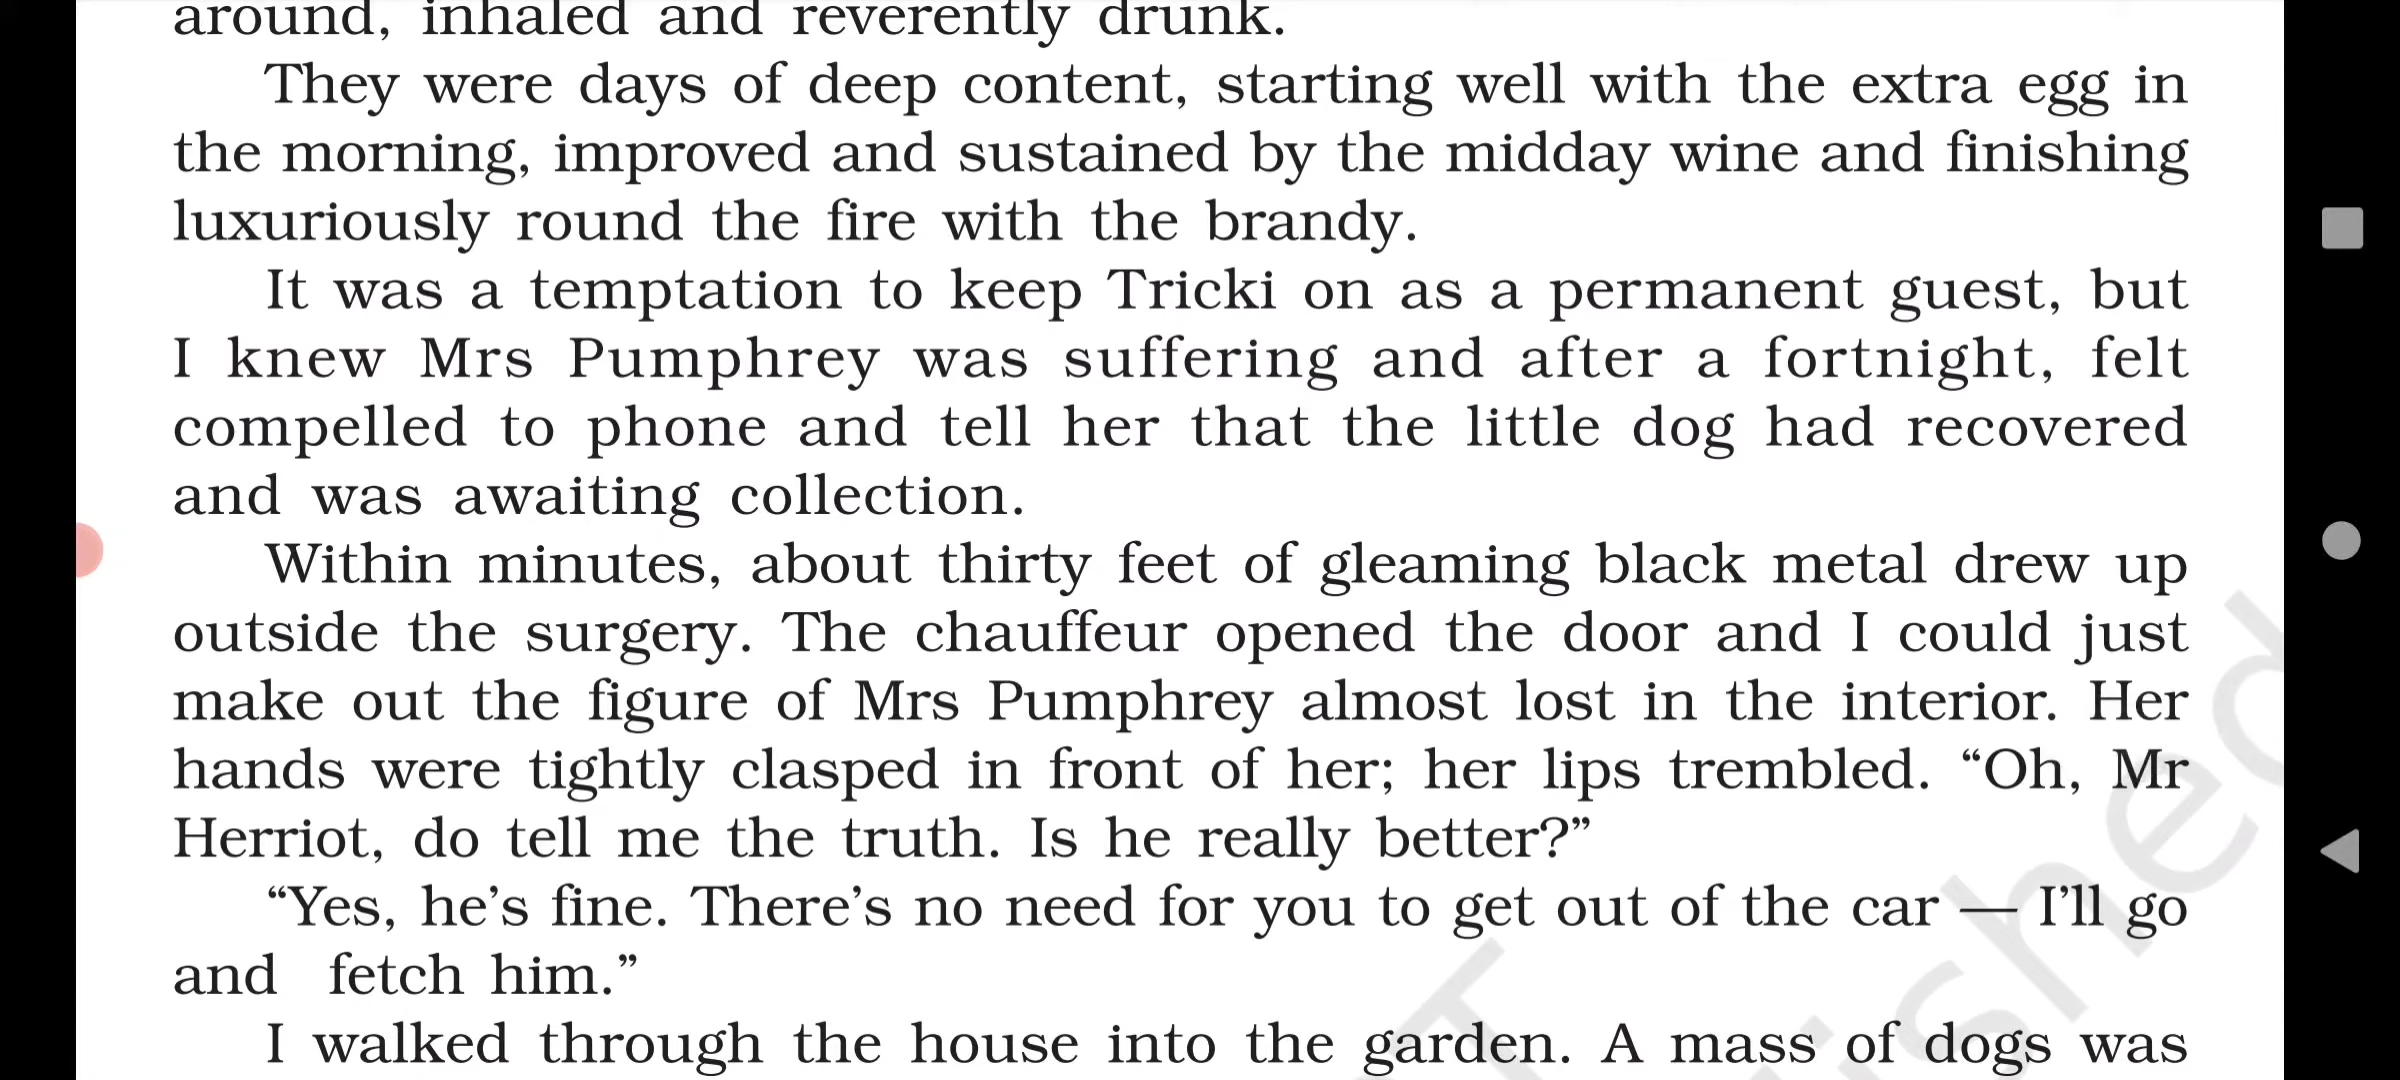 around, inhaled and reverently drunk.
They were days of deep content, starting well with the extra egg in
the morning, improved and sustained by the midday wine and finishing
luxuriously round the fire with the brandy.
It was a temptation to keep Tricki on as a permanent guest, but
I knew Mrs Pumphrey was suffering and after a fortnight, felt
compelled to phone and tell her that the little dog had recovered
and was awaiting collection.
Within minutes, about thirty feet of gleaming black metal drew up
outside the surgery. The chauffeur opened the door and I could just
make out the figure of Mrs Pumphrey almost lost in the interior. Her
hands were tightly clasped in front of her; her lips trembled. “Oh, Mr
Herriot, do tell me the truth. Is he really better?”
“Yes, he’s fine. There’s no need for you to get out of the car — I’ll go
and fetch him.”
I walked through the house into the garden. A mass of dogs was